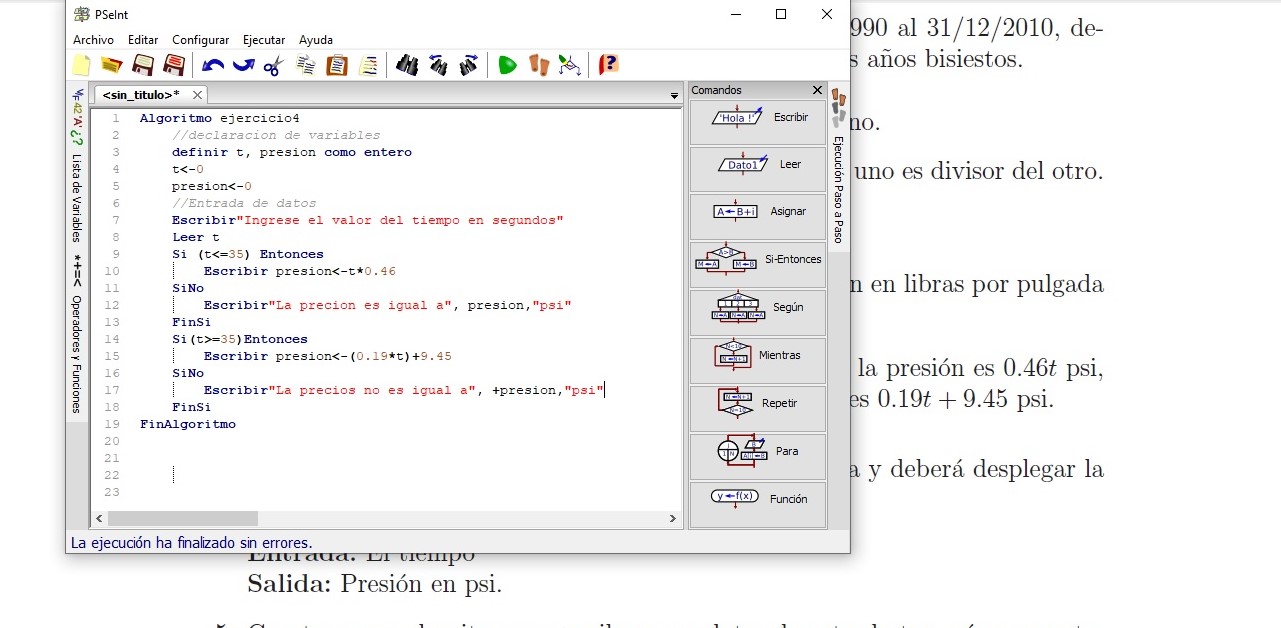 PSeInt
Archivo Editar Configurar Ejecutar Ayuda
<sin_titulo>*
1 Algoritmo ejercicio4
2 //declaracion de variables
3 definir t, presion como entero
4 t<-0
5 presion<-0
6 //Entrada de datos
7 Escribir"Ingrese el valor del tiempo en segundos"
8 Leer t
9 Si (t<=35) Entonces
10 Escribir presion<-t*0.46
11 SiNo
12 Escribir"La precion es igual a", presion,"psi"
13 FinSi
14 Si(t>=35)Entonces
15 Escribir presion<-(0.19*t)+9.45
16 SiNo
17 Escribir"La precios no es igual a", +presion,"psi"
18 FinSi
19 FinAlgoritmo
20
21
22
23
La ejecución ha finalizado sin errores.
Lista de Variables
*+=< Operadores y Funciones
Comandos
'Hola !' Escribir
Dato1 Leer
A←B+i Asignar
Si-Entonces
Según
Mientras
Repetir
Para
y←f(x) Función
Ejecución Paso a Paso
990 al 31/12/2010, de-
s años bisiestos.
no.
uno es divisor del otro.
n en libras por pulgada
la presión es 0.46t psi,
es 0.19t + 9.45 psi.
a y deberá desplegar la
Entrada: El tiempo
Salida: Presión en psi.